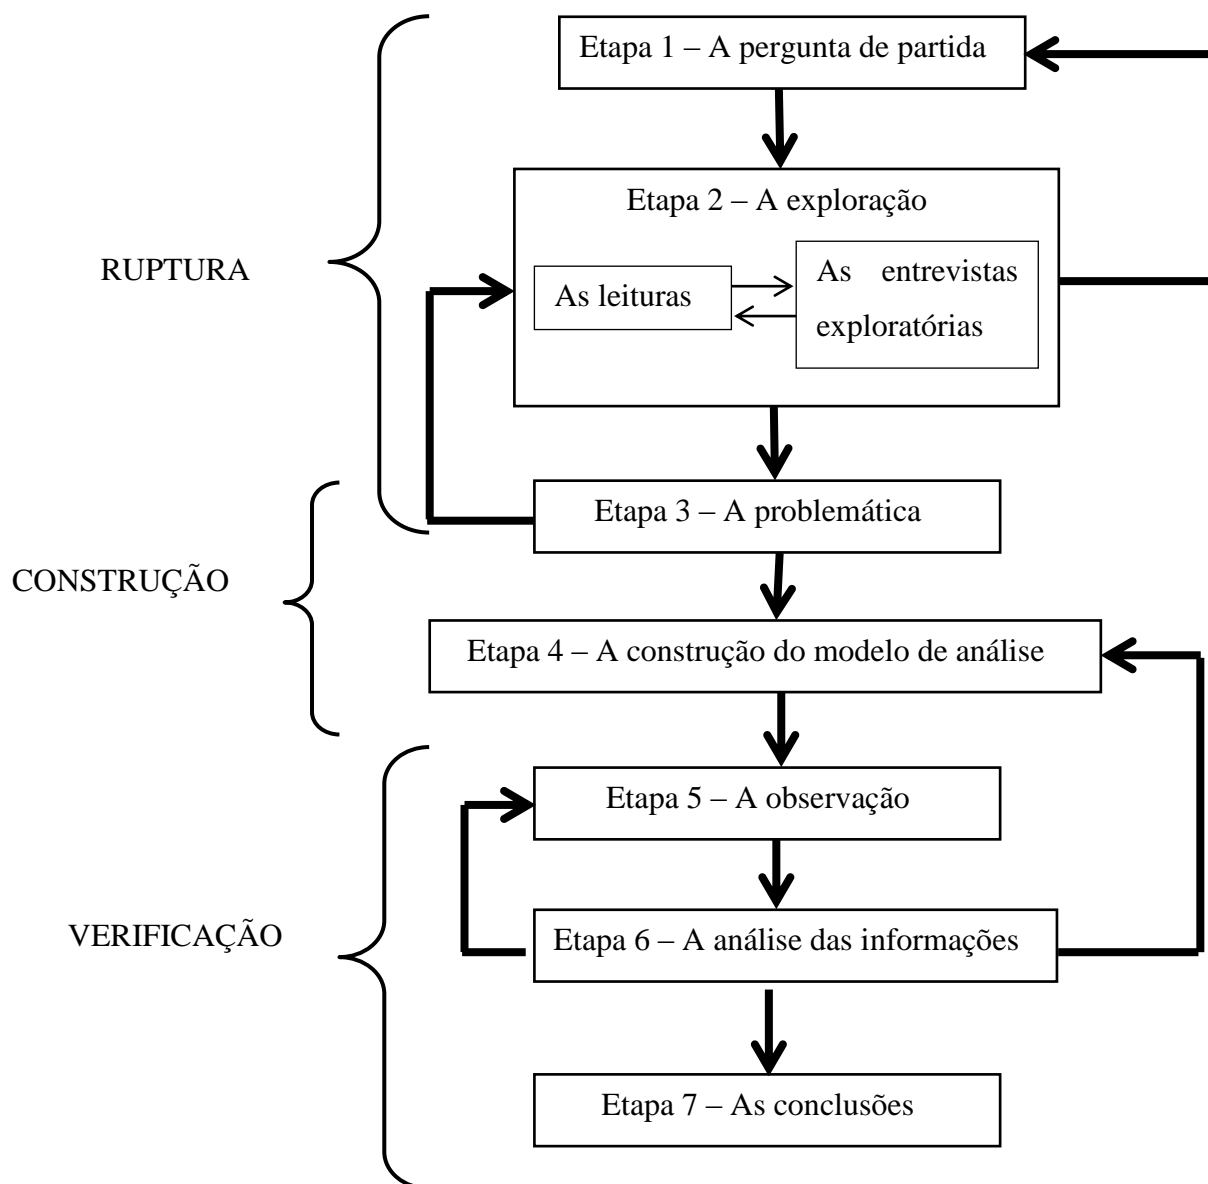 Etapa 1 – A pergunta de partida
Etapa 2 – A exploração
As leituras
As entrevistas
exploratórias
RUPTURA
Etapa 3 – A problemática
CONSTRUÇÃO
Etapa 4 – A construção do modelo de análise
Etapa 5 – A observação
VERIFICAÇÃO
Etapa 6 – A análise das informações
Etapa 7 – As conclusões